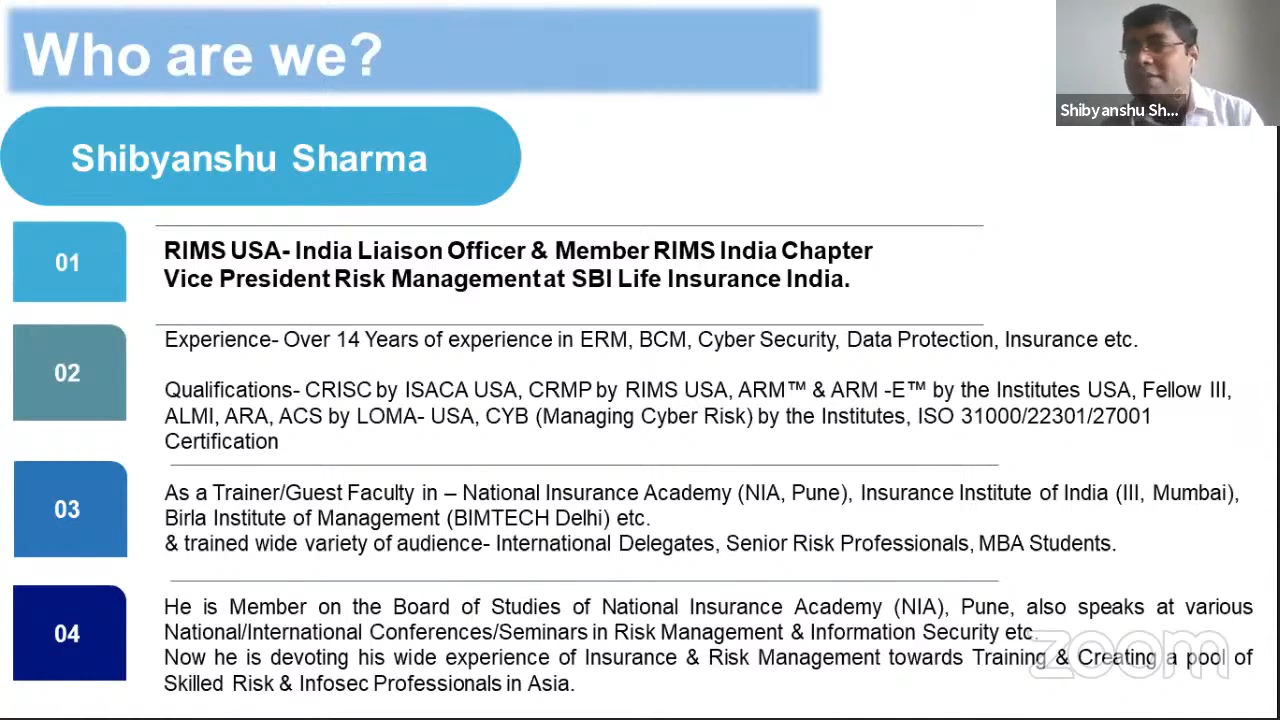 Who are we?
Shibyanshu Sh...
Shibyanshu Sharma
01
RIMS USA- India Liaison Officer & Member RIMS India Chapter
Vice President Risk Management at SBI Life Insurance India.
02
Experience- Over 14 Years of experience in ERM, BCM, Cyber Security, Data Protection, Insurance etc.
Qualifications- CRISC by ISACA USA, CRMP by RIMS USA, ARM™ & ARM -E™ by the Institutes USA, Fellow III,
ALMI, ARA, ACS by LOMA- USA, CYB (Managing Cyber Risk) by the Institutes, ISO 31000/22301/27001
Certification
03
As a Trainer/Guest Faculty in – National Insurance Academy (NIA, Pune), Insurance Institute of India (III, Mumbai),
Birla Institute of Management (BIMTECH Delhi) etc.
& trained wide variety of audience- International Delegates, Senior Risk Professionals, MBA Students.
04
He is Member on the Board of Studies of National Insurance Academy (NIA), Pune, also speaks at various
National/International Conferences/Seminars in Risk Management & Information Security etc.
Now he is devoting his wide experience of Insurance & Risk Management towards Training & Creating a pool of
Skilled Risk & Infosec Professionals in Asia.
zoom